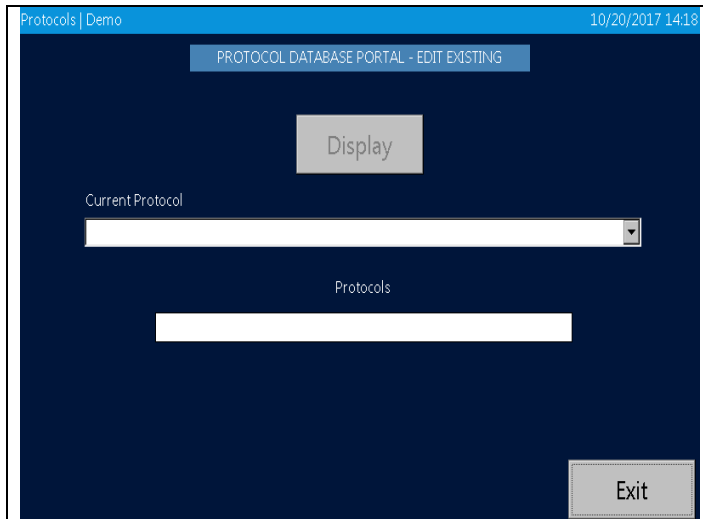 Protocols | Demo 10/20/2017 14:18
PROTOCOL DATABASE PORTAL - EDIT EXISTING
Display
Current Protocol
Protocols
Exit